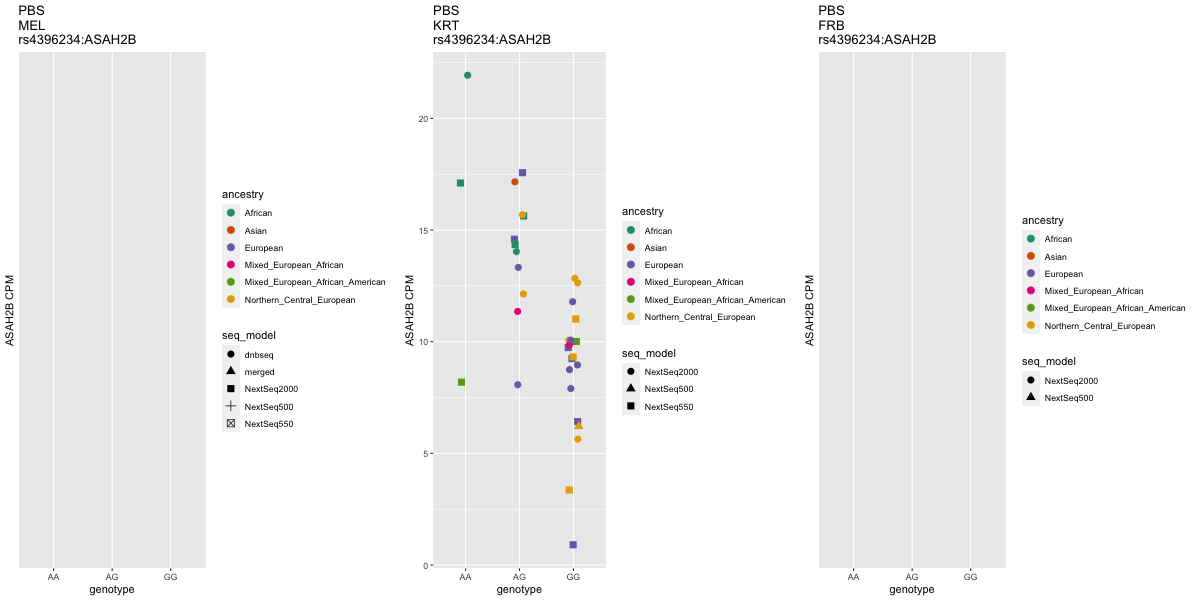 PBS
MEL
rs4396234:ASAH2B
ASAH2B CPM
AA
AG
GG
genotype
ancestry
African
Asian
European
Mixed_European_African
Mixed_European_African_American
Northern_Central_European
seq_model
dnbseq
merged
NextSeq2000
NextSeq500
NextSeq550
PBS
KRT
rs4396234:ASAH2B
ASAH2B CPM
20
15
10
5
0
AA
AG
GG
genotype
ancestry
African
Asian
European
Mixed_European_African
Mixed_European_African_American
Northern_Central_European
seq_model
NextSeq2000
NextSeq500
NextSeq550
PBS
FRB
rs4396234:ASAH2B
ASAH2B CPM
AA
AG
GG
genotype
ancestry
African
Asian
European
Mixed_European_African
Mixed_European_African_American
Northern_Central_European
seq_model
NextSeq2000
NextSeq500